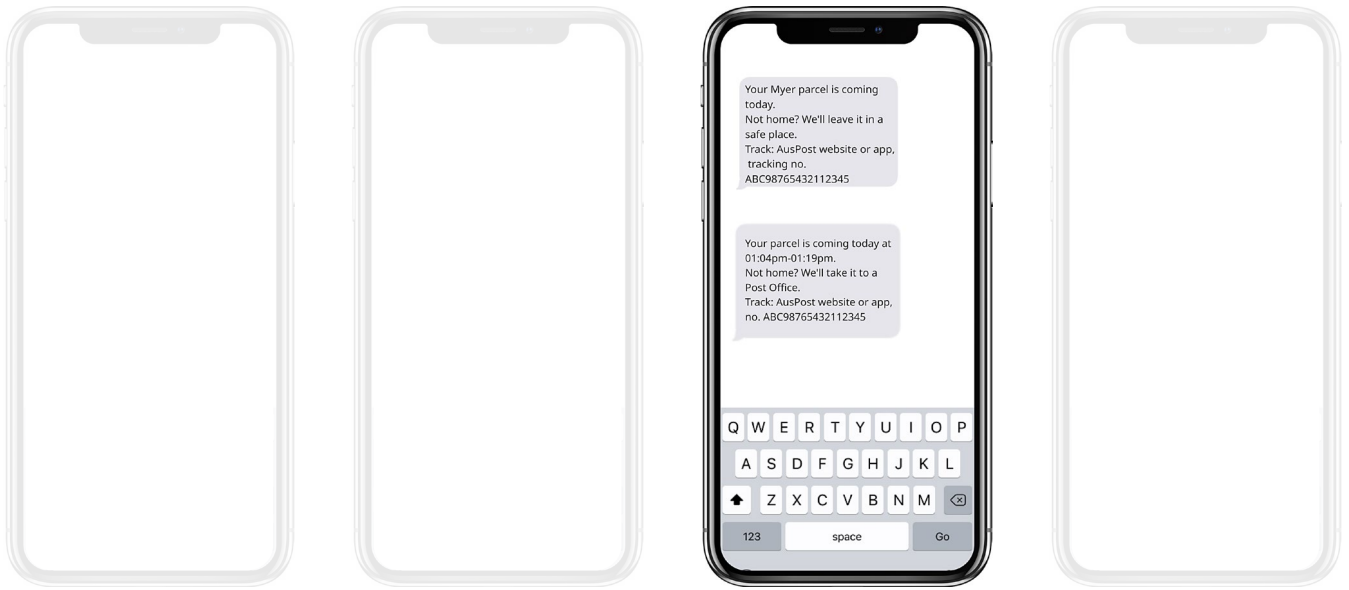 Your Myer parcel is coming
today.
Not home? We'll leave it in a
safe place.
Track: AusPost website or app,
tracking no.
ABC98765432112345
Your parcel is coming today at
01:04pm-01:19pm.
Not home? We'll take it to a
Post Office.
Track: AusPost website or app,
no. ABC98765432112345
Q W E R T Y U I O P
A S D F G H J K L
Z X C V B N M
123 space Go